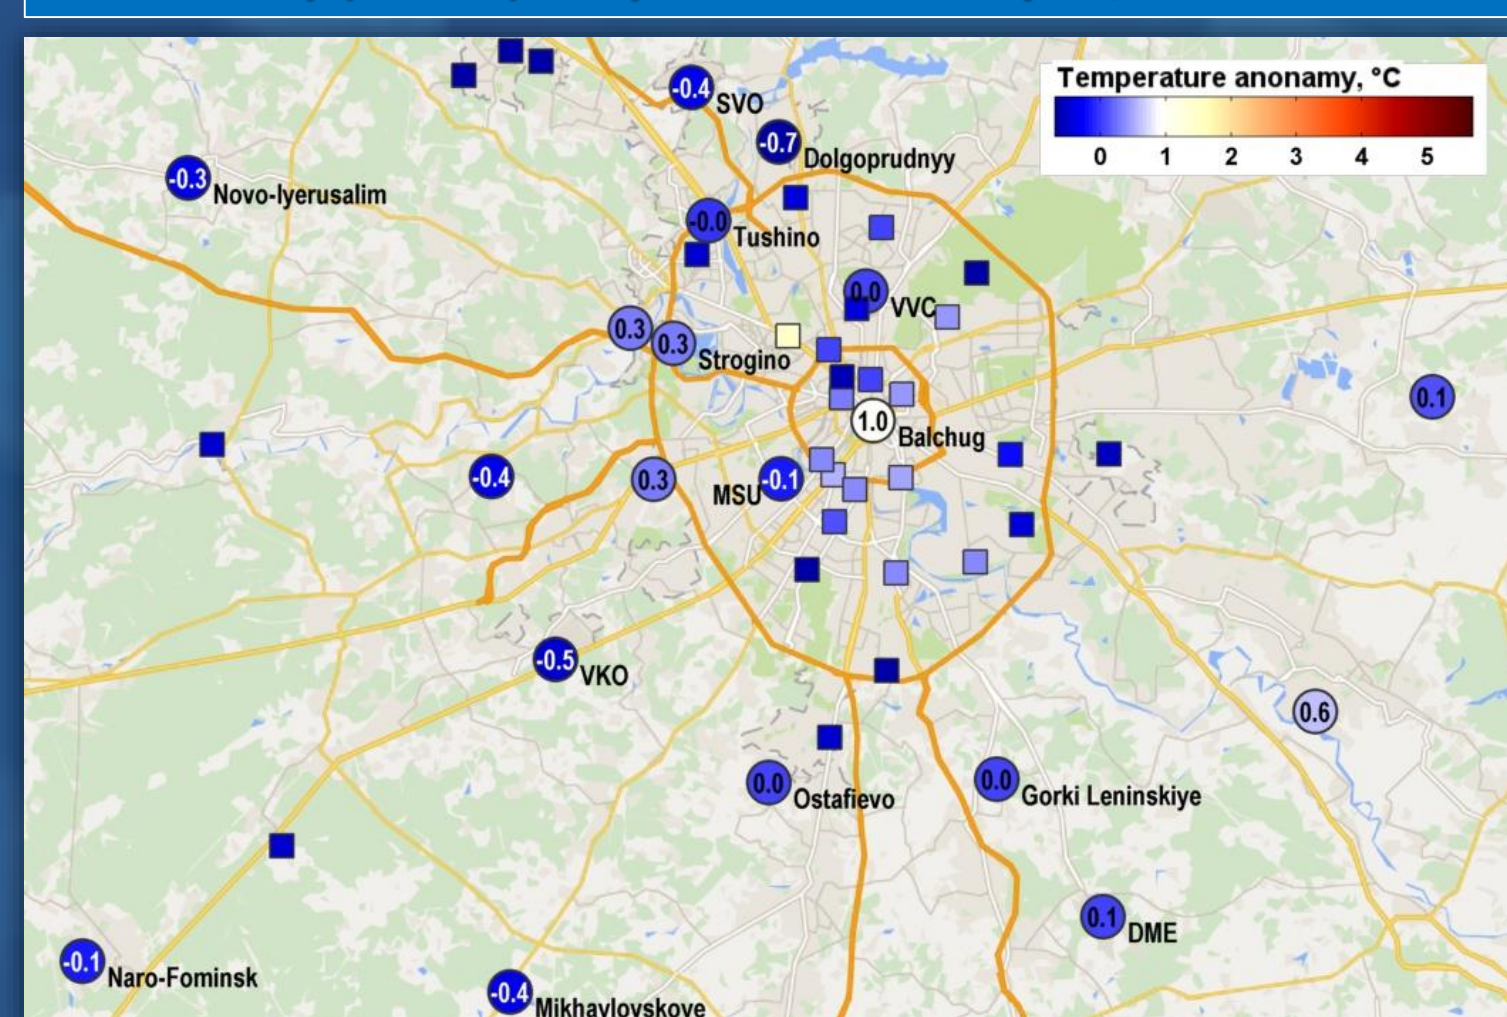 Temperature anonamy, °C
0 1 2 3 4 5
-0.4
SVO
-0.7
Dolgoprudnyy
-0.3
Novo-Iyerusalim
-0.0
Tushino
0.0
VVC
0.3
0.3
Strogino
0.1
1.0
Balchug
-0.4
0.3
MSU
-0.1
-0.5
VKO
0.6
0.0
Ostafievo
0.0
Gorki Leninskiye
0.1
DME
-0.1
Naro-Fominsk
-0.4
Mikhaylovskoye